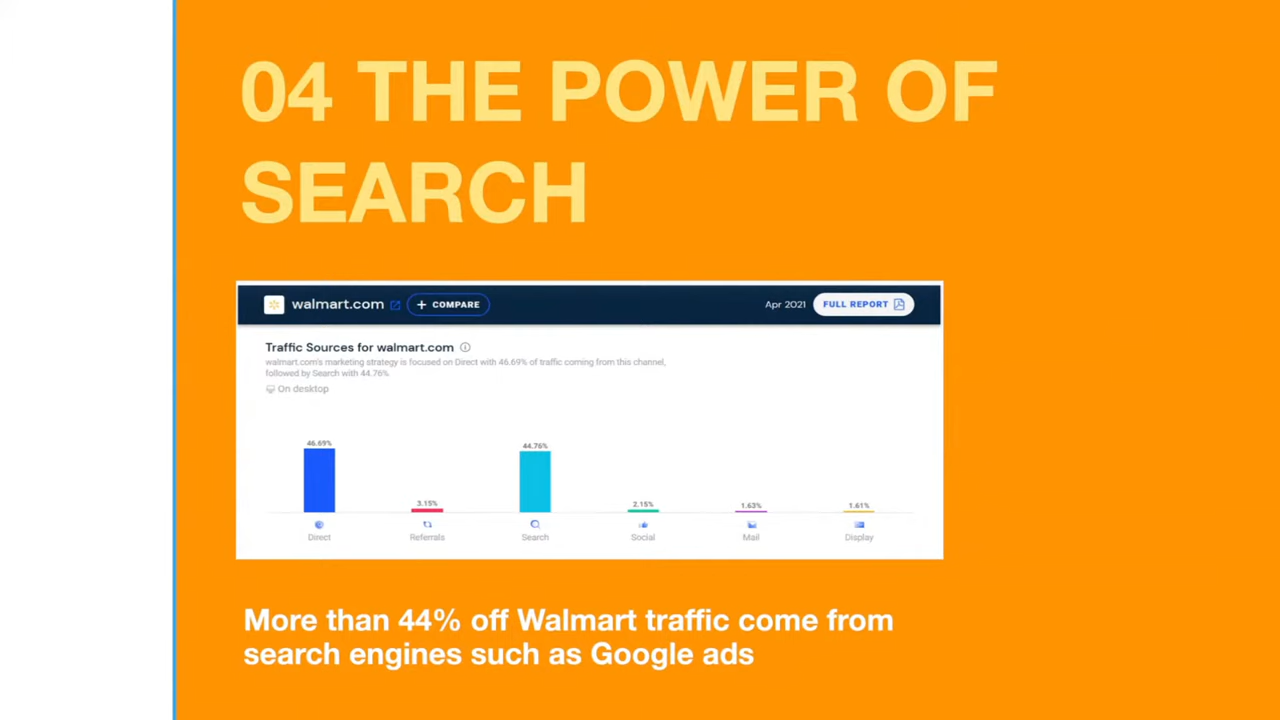 04 THE POWER OF
SEARCH
walmart.com + COMPARE Apr 2021 FULL REPORT
Traffic Sources for walmart.com
walmart.com's marketing strategy is focused on Direct with 46.69% of traffic coming from this channel,
followed by Search with 44.76%
On desktop
46.69% 3.15% 44.76% 2.15% 1.63% 1.61%
Direct Referrals Search Social Mail Display
More than 44% off Walmart traffic come from
search engines such as Google ads